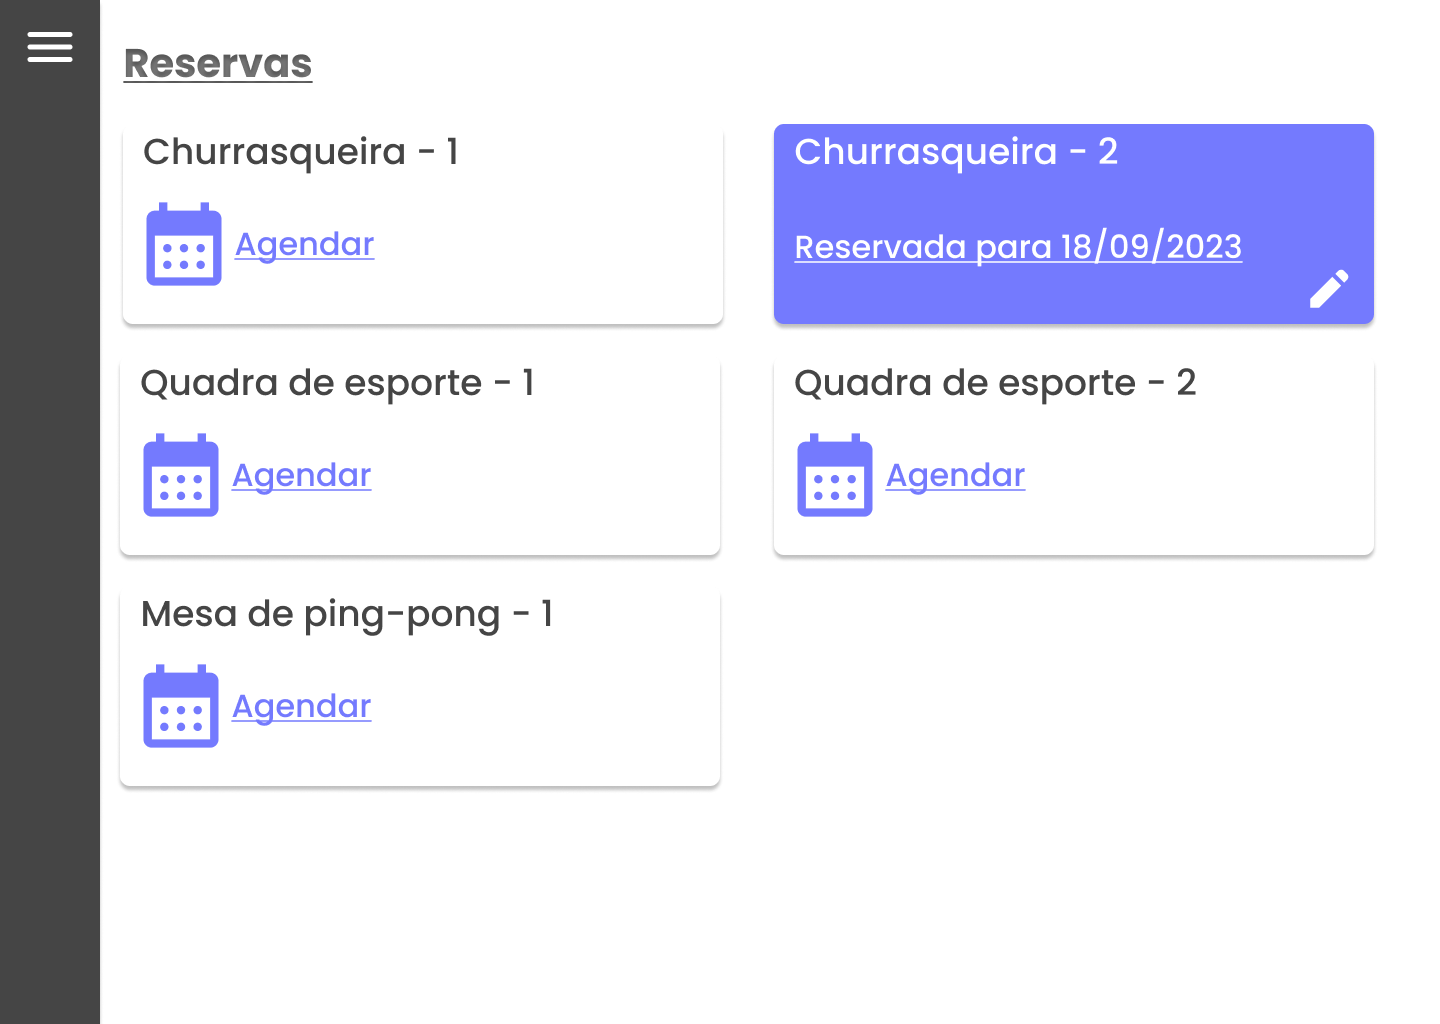 Reservas
Churrasqueira - 1
Agendar
Churrasqueira - 2
Reservada para 18/09/2023
Quadra de esporte - 1
Agendar
Quadra de esporte - 2
Agendar
Mesa de ping-pong - 1
Agendar